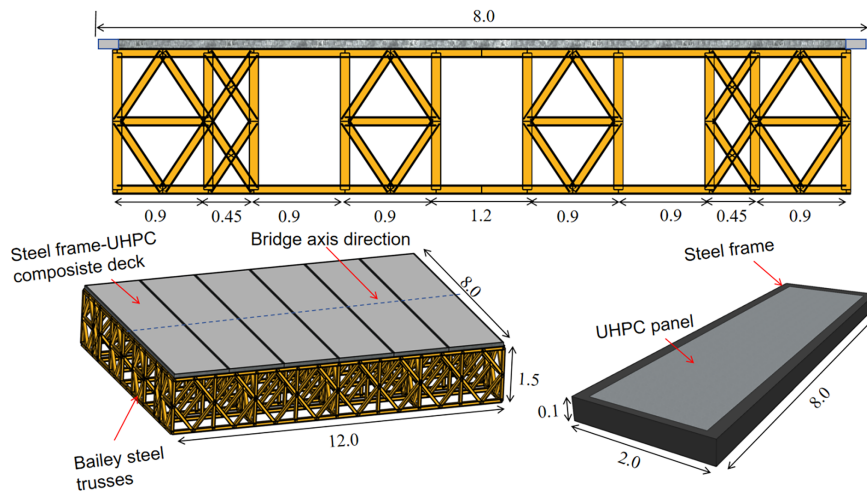 8.0
0.9
0.45
0.9
0.9
1.2
0.9
0.9
0.45
0.9
Steel frame-UHPC
composiste deck
Bridge axis direction
8.0
1.5
12.0
Bailey steel
trusses
Steel frame
UHPC panel
0.1
2.0
8.0